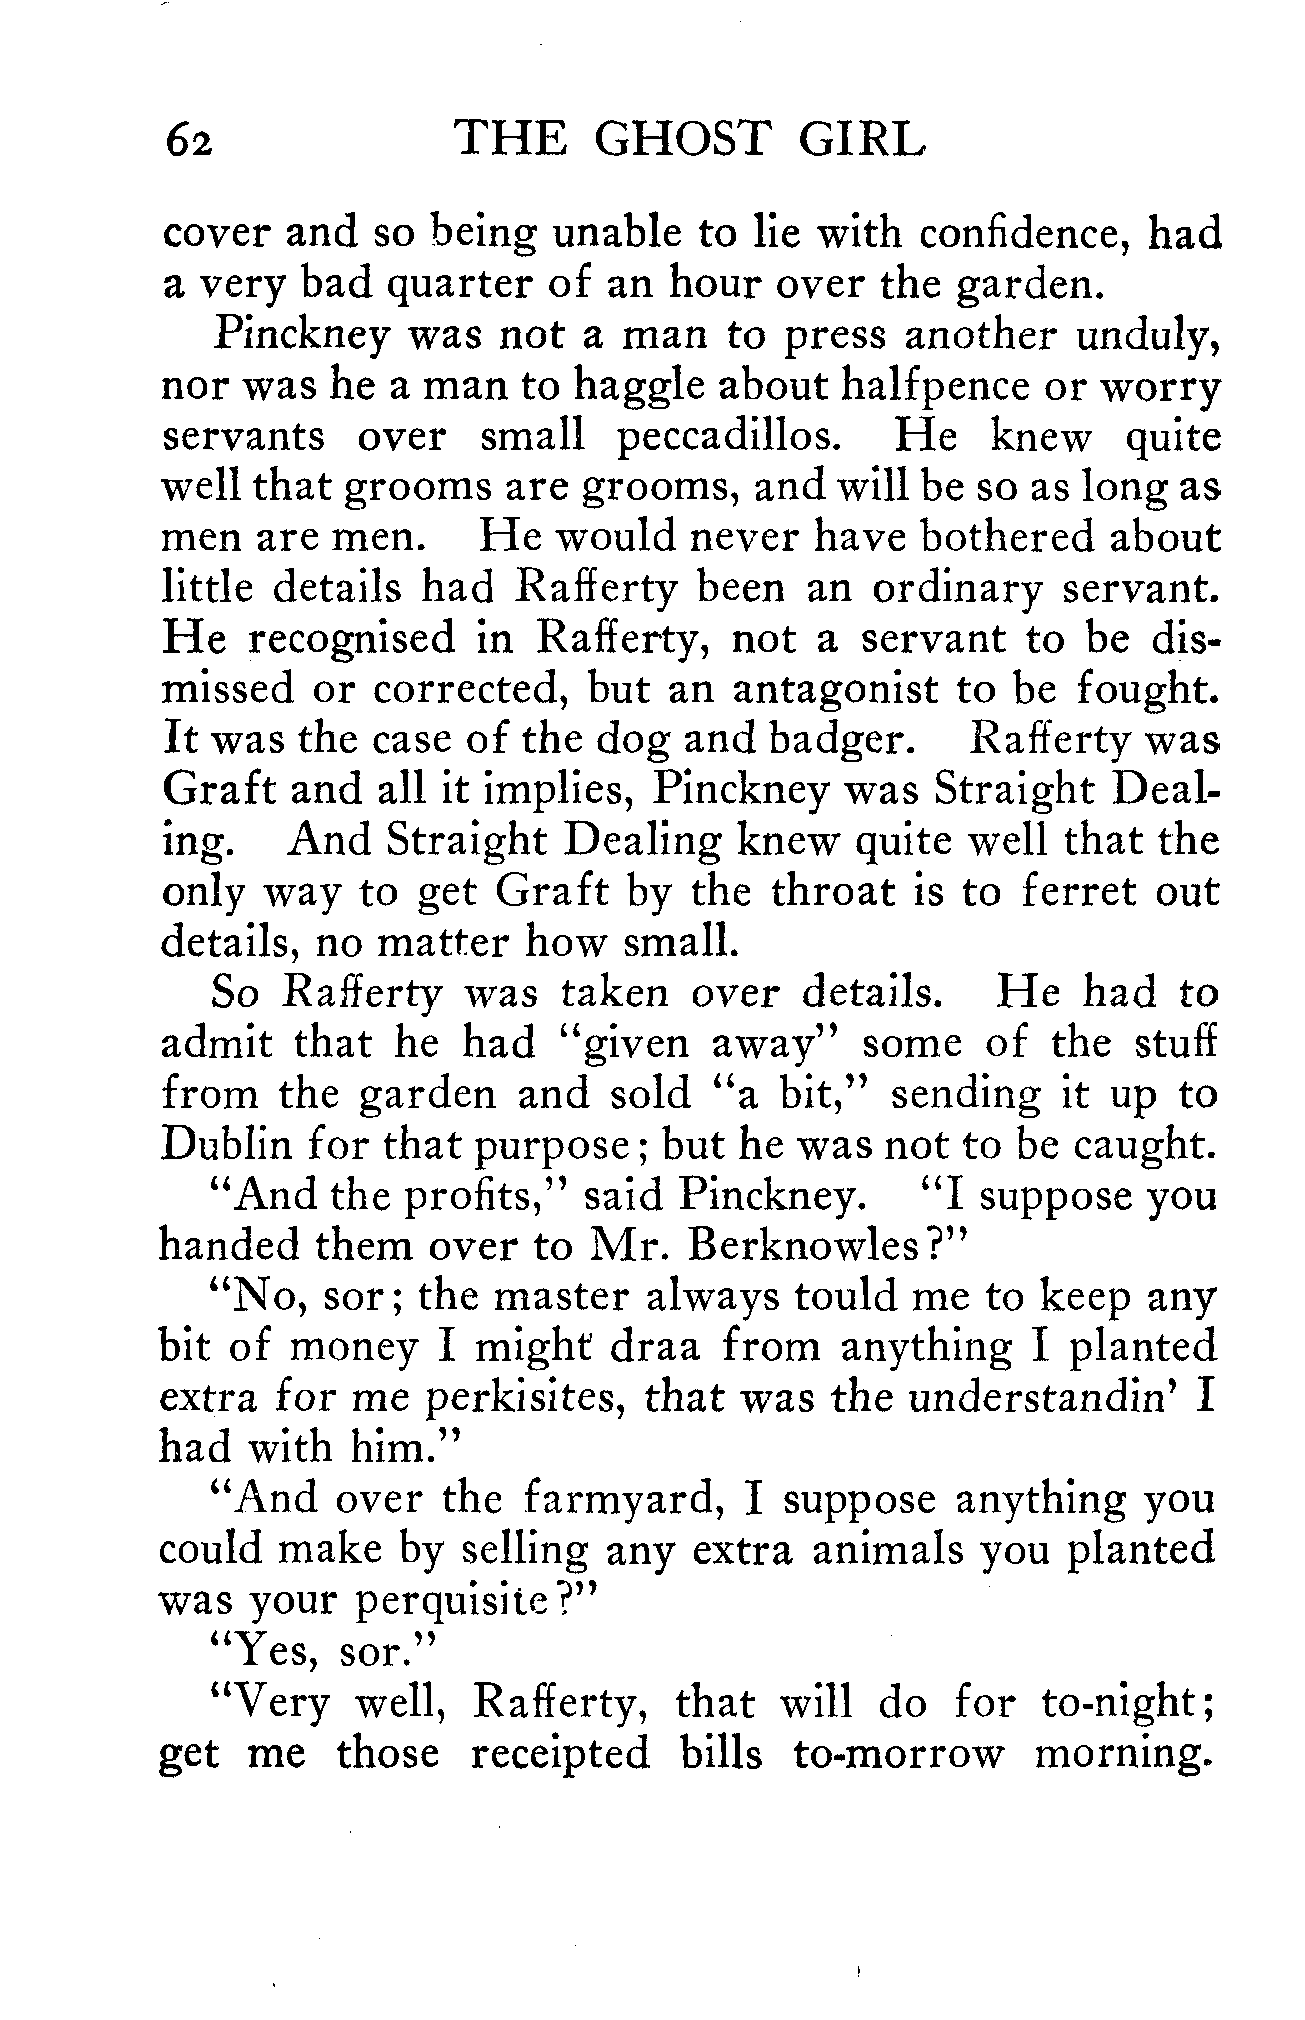 62 THE GHOST GIRL
cover and so being unable to lie with confidence, had
a very bad quarter of an hour over the garden.
Pinckney was not a man to press another unduly,
nor was he a man to haggle about halfpence or worry
servants over small peccadillos. He knew quite
well that grooms are grooms, and will be so as long as
men are men. He would never have bothered about
little details had Rafferty been an ordinary servant.
He recognised in Rafferty, not a servant to be dis-
missed or corrected, but an antagonist to be fought.
It was the case of the dog and badger. Rafferty was
Graft and all it implies, Pinckney was Straight Deal-
ing. And Straight Dealing knew quite well that the
only way to get Graft by the throat is to ferret out
details, no matter how small.
So Rafferty was taken over details. He had to
admit that he had "given away" some of the stuff
from the garden and sold "a bit," sending it up to
Dublin for that purpose; but he was not to be caught.
"And the profits," said Pinckney. "I suppose you
handed them over to Mr. Berknowles?"
"No, sor; the master always tould me to keep any
bit of money I might draa from anything I planted
extra for me perkisites, that was the understandin' I
had with him."
"And over the farmyard, I suppose anything you
could make by selling any extra animals you planted
was your perquisite?"
"Yes, sor."
"Very well, Rafferty, that will do for to-night;
get me those receipted bills to-morrow morning.